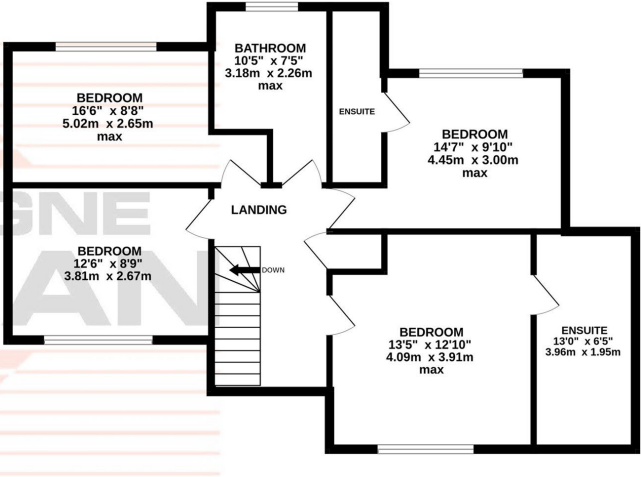 BATHROOM
10'5" x 7'5"
3.18m x 2.26m
max
BEDROOM
16'6" x 8'8"
5.02m x 2.65m
max
ENSUITE
BEDROOM
14'7" x 9'10"
4.45m x 3.00m
max
LANDING
GNE
AN
BEDROOM
12'6" x 8'9"
3.81m x 2.67m
DOWN
BEDROOM
13'5" x 12'10"
4.09m x 3.91m
max
ENSUITE
13'0" x 6'5"
3.96m x 1.95m